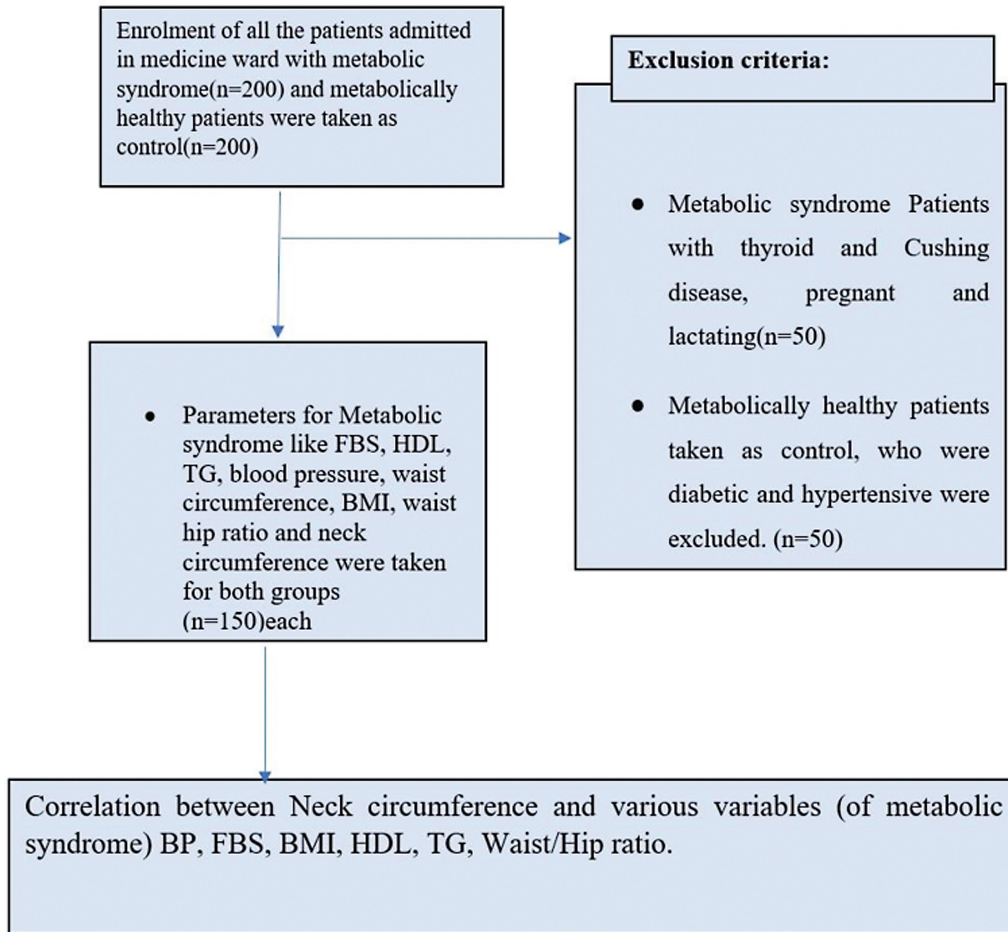 Enrolment of all the patients admitted
in medicine ward with metabolic
syndrome(n=200) and metabolically
healthy patients were taken as
control(n=200)
Exclusion criteria:
● Metabolic syndrome Patients
with thyroid and Cushing
disease, pregnant and
lactating(n=50)
● Metabolically healthy patients
taken as control, who were
diabetic and hypertensive were
excluded. (n=50)
● Parameters for Metabolic
syndrome like FBS, HDL,
TG, blood pressure, waist
circumference, BMI, waist
hip ratio and neck
circumference were taken
for both groups
(n=150)each
Correlation between Neck circumference and various variables (of metabolic
syndrome) BP, FBS, BMI, HDL, TG, Waist/Hip ratio.